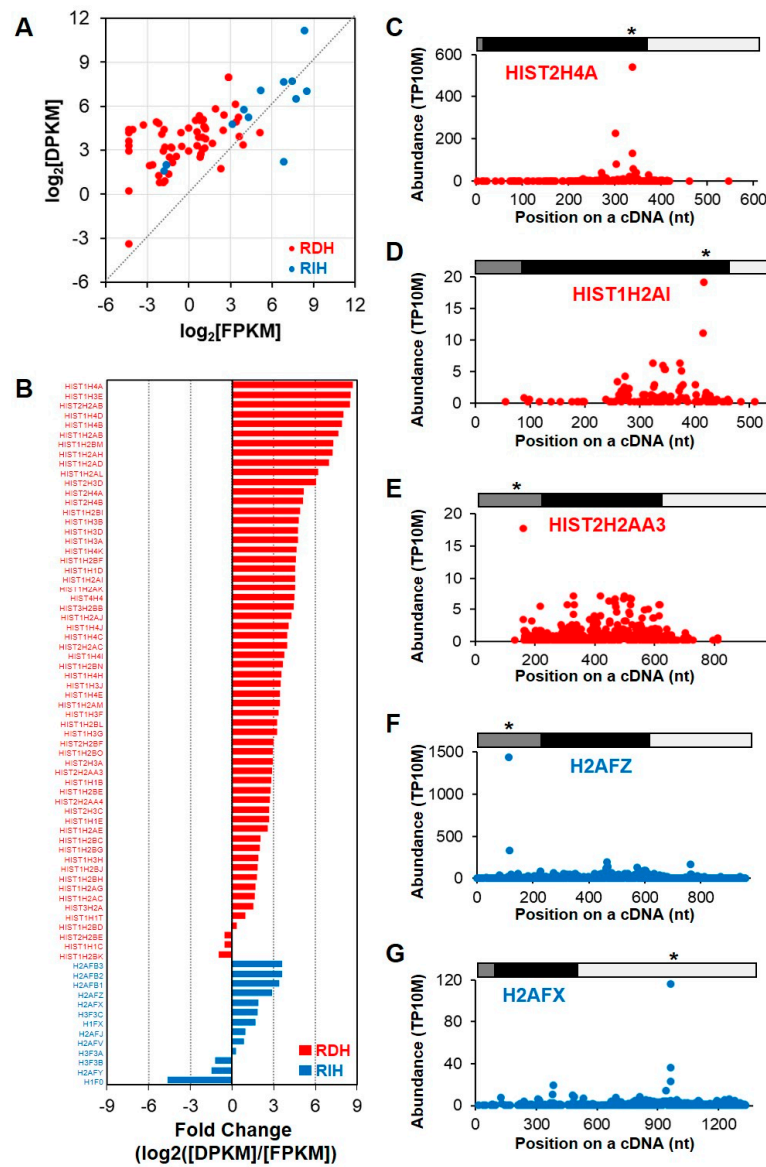 A
12
9
6
3
0
-3
-6
log2[DPKM]
RDH
RIH
-6 -3 0 3 6 9 12
log2[FPKM]
B
HIST1H4A
HIST1H3E
HIST2H2AB
HIST1H4D
HIST1H4B
HIST1H2AB
HIST1H2BM
HIST1H2AH
HIST1H2AD
HIST1H2AL
HIST2H3D
HIST2H4A
HIST2H4B
HIST1H2BI
HIST1H3B
HIST1H3D
HIST1H3A
HIST1H4K
HIST1H2BF
HIST1H1D
HIST1H2AI
HIST1H2AK
HIST4H4
HIST3H2BB
HIST1H2AJ
HIST1H4J
HIST1H4C
HIST2H2AC
HIST1H4I
HIST1H2BN
HIST1H4H
HIST1H3J
HIST1H4E
HIST1H2AM
HIST1H3F
HIST1H2BL
HIST1H3G
HIST2H2BF
HIST1H2BO
HIST2H3A
HIST2H2AA3
HIST1H1B
HIST1H2BE
HIST2H2AA4
HIST2H3C
HIST1H1E
HIST1H2AE
HIST1H2BC
HIST1H2BG
HIST1H3H
HIST1H2BJ
HIST1H2BH
HIST1H2AG
HIST1H2AC
HIST3H2A
HIST1H1T
HIST1H2BD
HIST2H2BE
HIST1H1C
HIST1H2BK
H2AFB3
H2AFB2
H2AFB1
H2AFZ
H2AFX
H3F3C
H1FX
H2AFJ
H2AFV
H3F3A
H3F3B
H2AFY
H1F0
RDH
RIH
-9 -6 -3 0 3 6 9
Fold Change
(log2([DPKM]/[FPKM])
C
*
HIST2H4A
Abundance (TP10M)
600
400
200
0
0 100 200 300 400 500 600
Position on a cDNA (nt)
D
*
HIST1H2AI
Abundance (TP10M)
20
15
10
5
0
0 100 200 300 400 500
Position on a cDNA (nt)
E
*
HIST2H2AA3
Abundance (TP10M)
20
15
10
5
0
0 200 400 600 800
Position on a cDNA (nt)
F
*
H2AFZ
Abundance (TP10M)
1500
1000
500
0
0 200 400 600 800
Position on a cDNA (nt)
G
*
H2AFX
Abundance (TP10M)
120
80
40
0
0 300 600 900 1200
Position on a cDNA (nt)